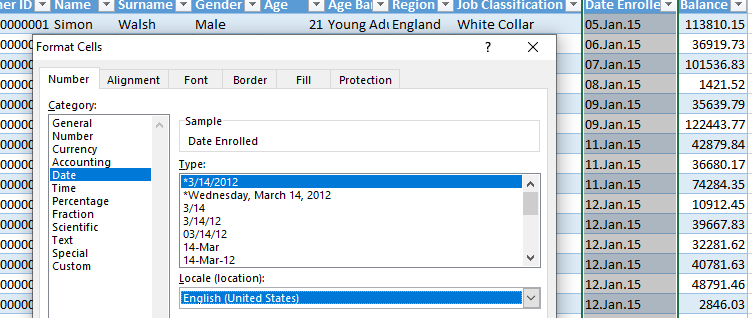 er ID Name Surname Gender Age Age Ban Region Job Classification Date Enrolle Balance
0000001 Simon Walsh Male 21 Young Adu England White Collar 05.Jan.15 113810.15
06.Jan.15 36919.73
07.Jan.15 101536.83
08.Jan.15 1421.52
09.Jan.15 35639.79
09.Jan.15 122443.77
11.Jan.15 42879.84
11.Jan.15 36680.17
11.Jan.15 74284.35
12.Jan.15 10912.45
12.Jan.15 39667.83
12.Jan.15 32281.62
12.Jan.15 40781.63
12.Jan.15 48791.46
12.Jan.15 2846.03
Format Cells ?
Number Alignment Font Border Fill Protection
Category:
General
Number
Currency
Accounting
Date
Time
Percentage
Fraction
Scientific
Text
Special
Custom
Sample
Date Enrolled
Type:
*3/14/2012
*Wednesday, March 14, 2012
3/14
3/14/12
03/14/12
14-Mar
14-Mar-12
Locale (location):
English (United States)